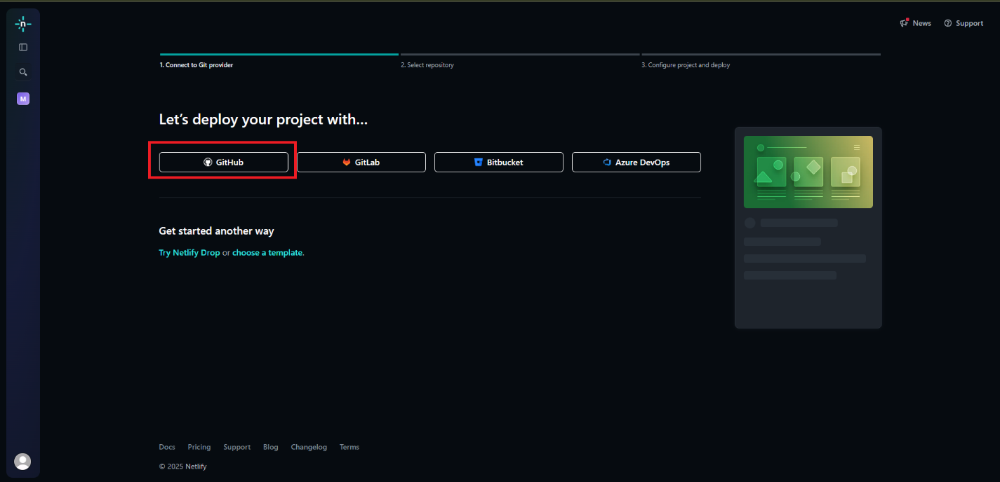 n
News
Support
1. Connect to Git provider
2. Select repository
3. Configure project and deploy
M
Let's deploy your project with...
GitHub
GitLab
Bitbucket
Azure DevOps
Get started another way
Try Netlify Drop or choose a template.
Docs
Pricing
Support
Blog
Changelog
Terms
© 2025 Netlify